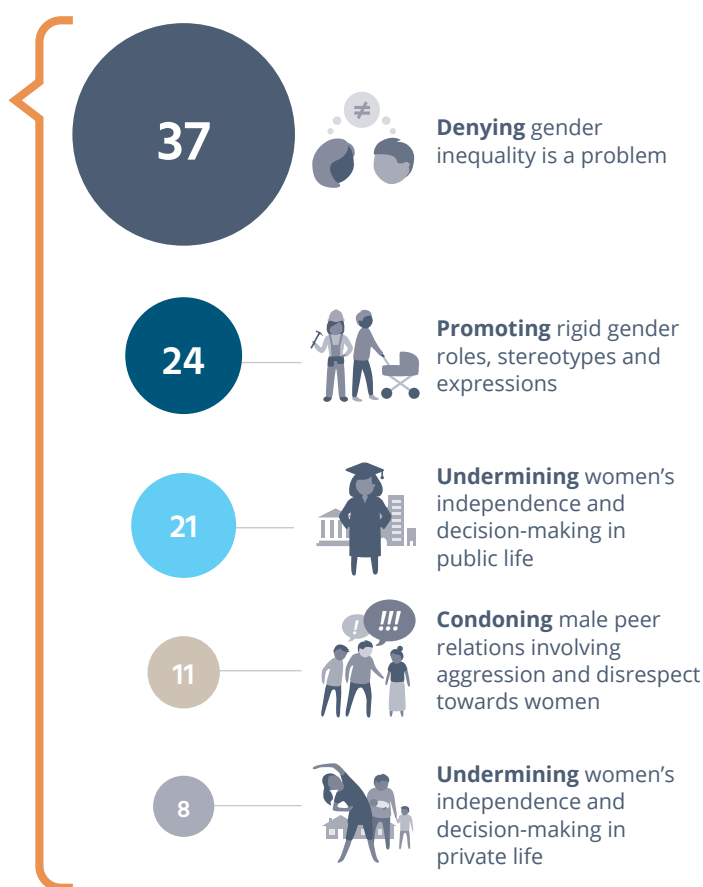 ≠
37
Denying gender
inequality is a problem
24
Promoting rigid gender
roles, stereotypes and
expressions
21
Undermining women’s
independence and
decision-making in
public life
! !!!
11
Condoning male peer
relations involving
aggression and disrespect
towards women
8
Undermining women’s
independence and
decision-making in
private life